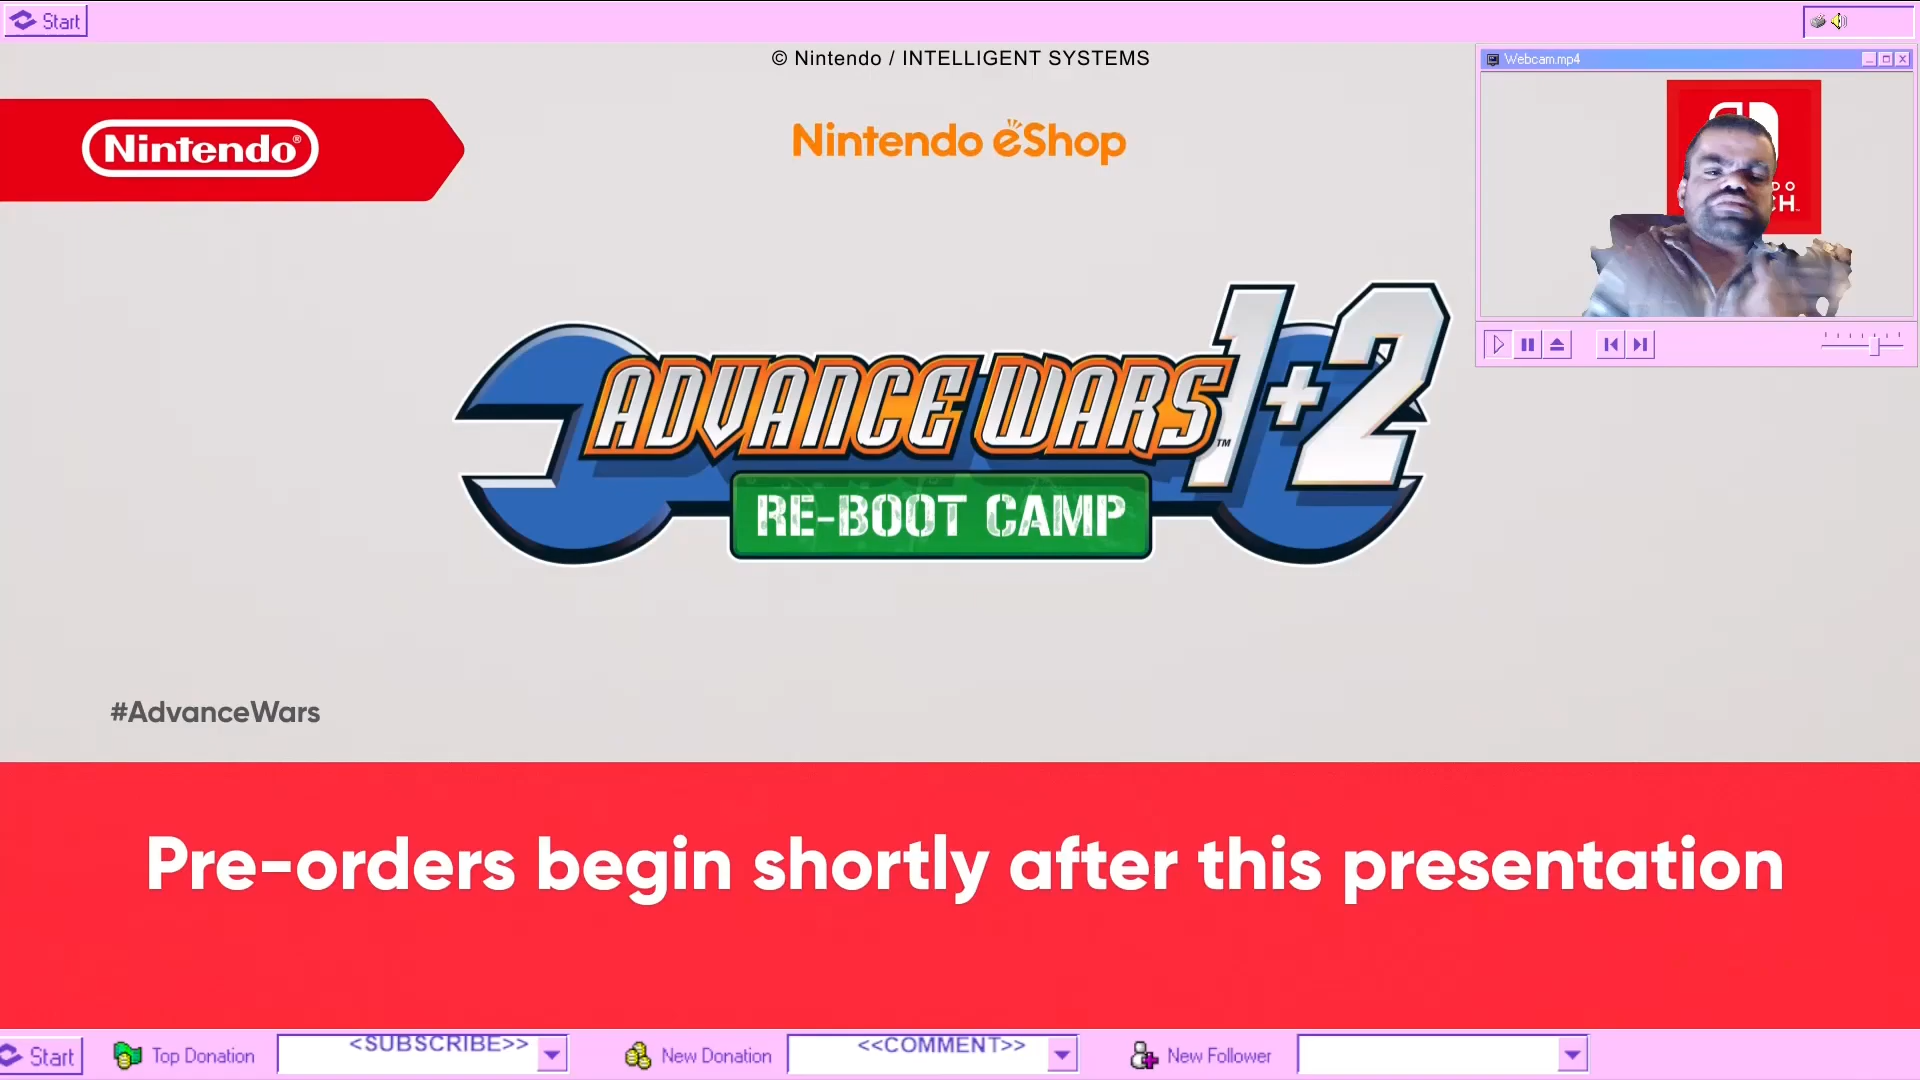 Start
© Nintendo / INTELLIGENT SYSTEMS
Webcam.mp4
Nintendo®
Nintendo eShop
ADVANCE WARS™ 1+2
RE-BOOT CAMP
#AdvanceWars
Pre-orders begin shortly after this presentation
Start
Top Donation
<SUBSCRIBE>>
New Donation
<<COMMENT>>
New Follower